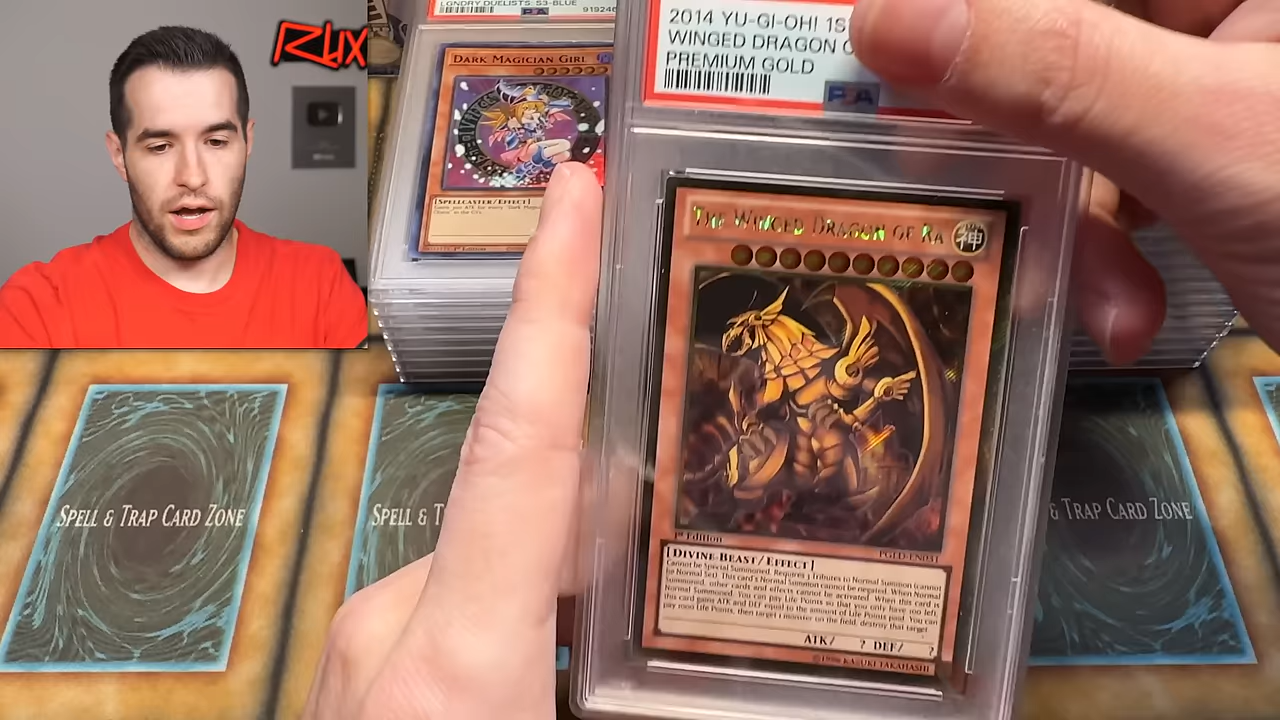 Rux
LGNDRY DUELISTS: S3-BLUE
PSA
DARK MAGICIAN GIRL
[SPELLCASTER/EFFECT]
1st Edition
2014 YU-GI-OH! 1S
WINGED DRAGON O
PREMIUM GOLD
PSA
THE WINGED DRAGON OF RA
神
1st Edition
PGLD-EN031
[DIVINE-BEAST/EFFECT]
Cannot be Special Summoned. Requires 3 Tributes to Normal Summon (cannot
be Normal Set). This card's Normal Summon cannot be negated. When Normal
Summoned, other cards and effects cannot be activated. When this card is
Normal Summoned: You can pay Life Points so that you only have 100 left;
this card gains ATK and DEF equal to the amount of Life Points paid. You can
pay 1000 Life Points, then target 1 monster on the field; destroy that target.
ATK/ ? DEF/ ?
©1996 KAZUKI TAKAHASHI
SPELL & TRAP CARD ZONE
SPELL & T
& TRAP CARD ZONE